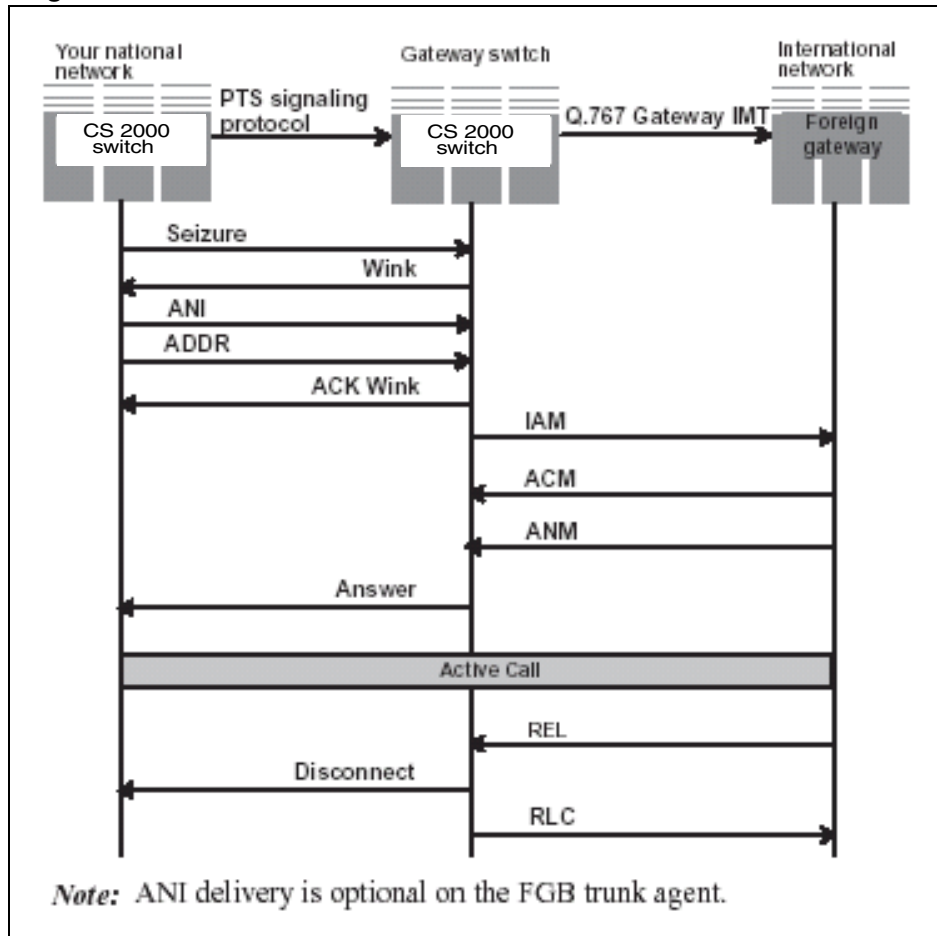 Your national
network
Gateway switch
International
network
PTS signaling
protocol
Q.767 Gateway IMT
CS 2000
switch
CS 2000
switch
Foreign
gateway
Seizure
Wink
ANI
ADDR
ACK Wink
IAM
ACM
ANM
Answer
Active Call
REL
Disconnect
RLC
Note: ANI delivery is optional on the FGB trunk agent.